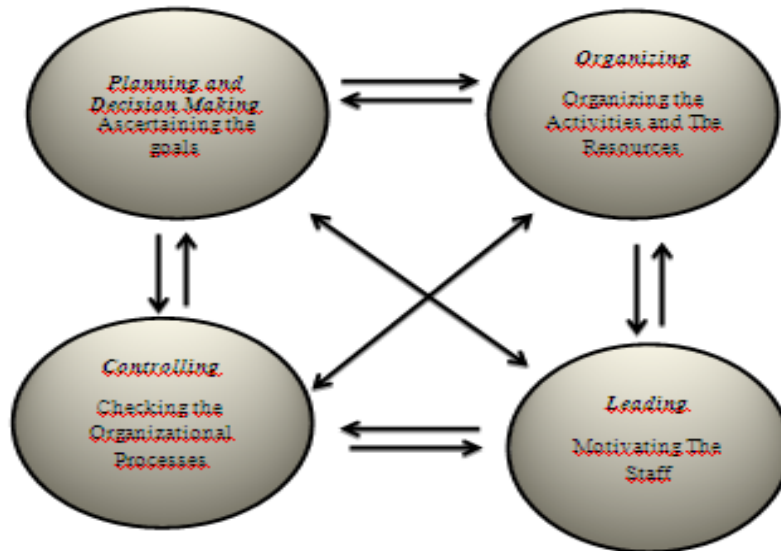 Planning and
Decision Making
Ascertaining the
goals
Organizing
Organizing the
Activities and The
Resources
Controlling
Checking the
Organizational
Processes
Leading
Motivating The
Staff